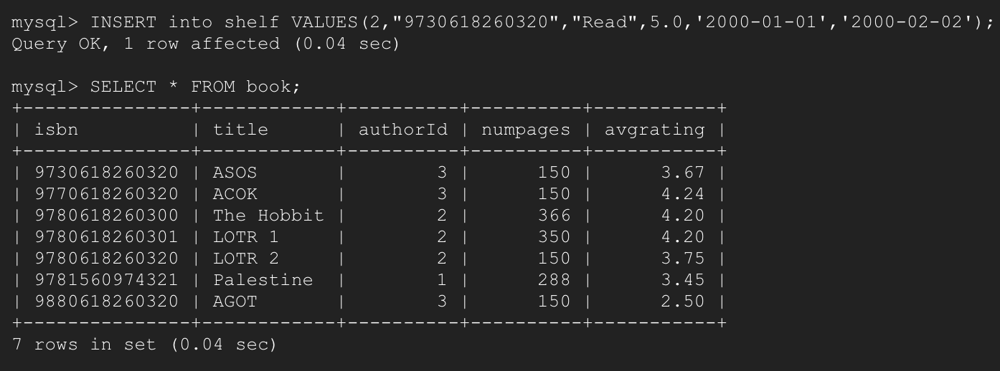 mysql> INSERT into shelf VALUES(2,"9730618260320","Read",5.0,'2000-01-01','2000-02-02');
Query OK, 1 row affected (0.04 sec)

mysql> SELECT * FROM book;
+---------------+------------+----------+----------+-----------+
| isbn          | title      | authorId | numpages | avgrating |
+---------------+------------+----------+----------+-----------+
| 9730618260320 | ASOS       |        3 |      150 |      3.67 |
| 9770618260320 | ACOK       |        3 |      150 |      4.24 |
| 9780618260300 | The Hobbit |        2 |      366 |      4.20 |
| 9780618260301 | LOTR 1     |        2 |      350 |      4.20 |
| 9780618260320 | LOTR 2     |        2 |      150 |      3.75 |
| 9781560974321 | Palestine  |        1 |      288 |      3.45 |
| 9880618260320 | AGOT       |        3 |      150 |      2.50 |
+---------------+------------+----------+----------+-----------+
7 rows in set (0.04 sec)